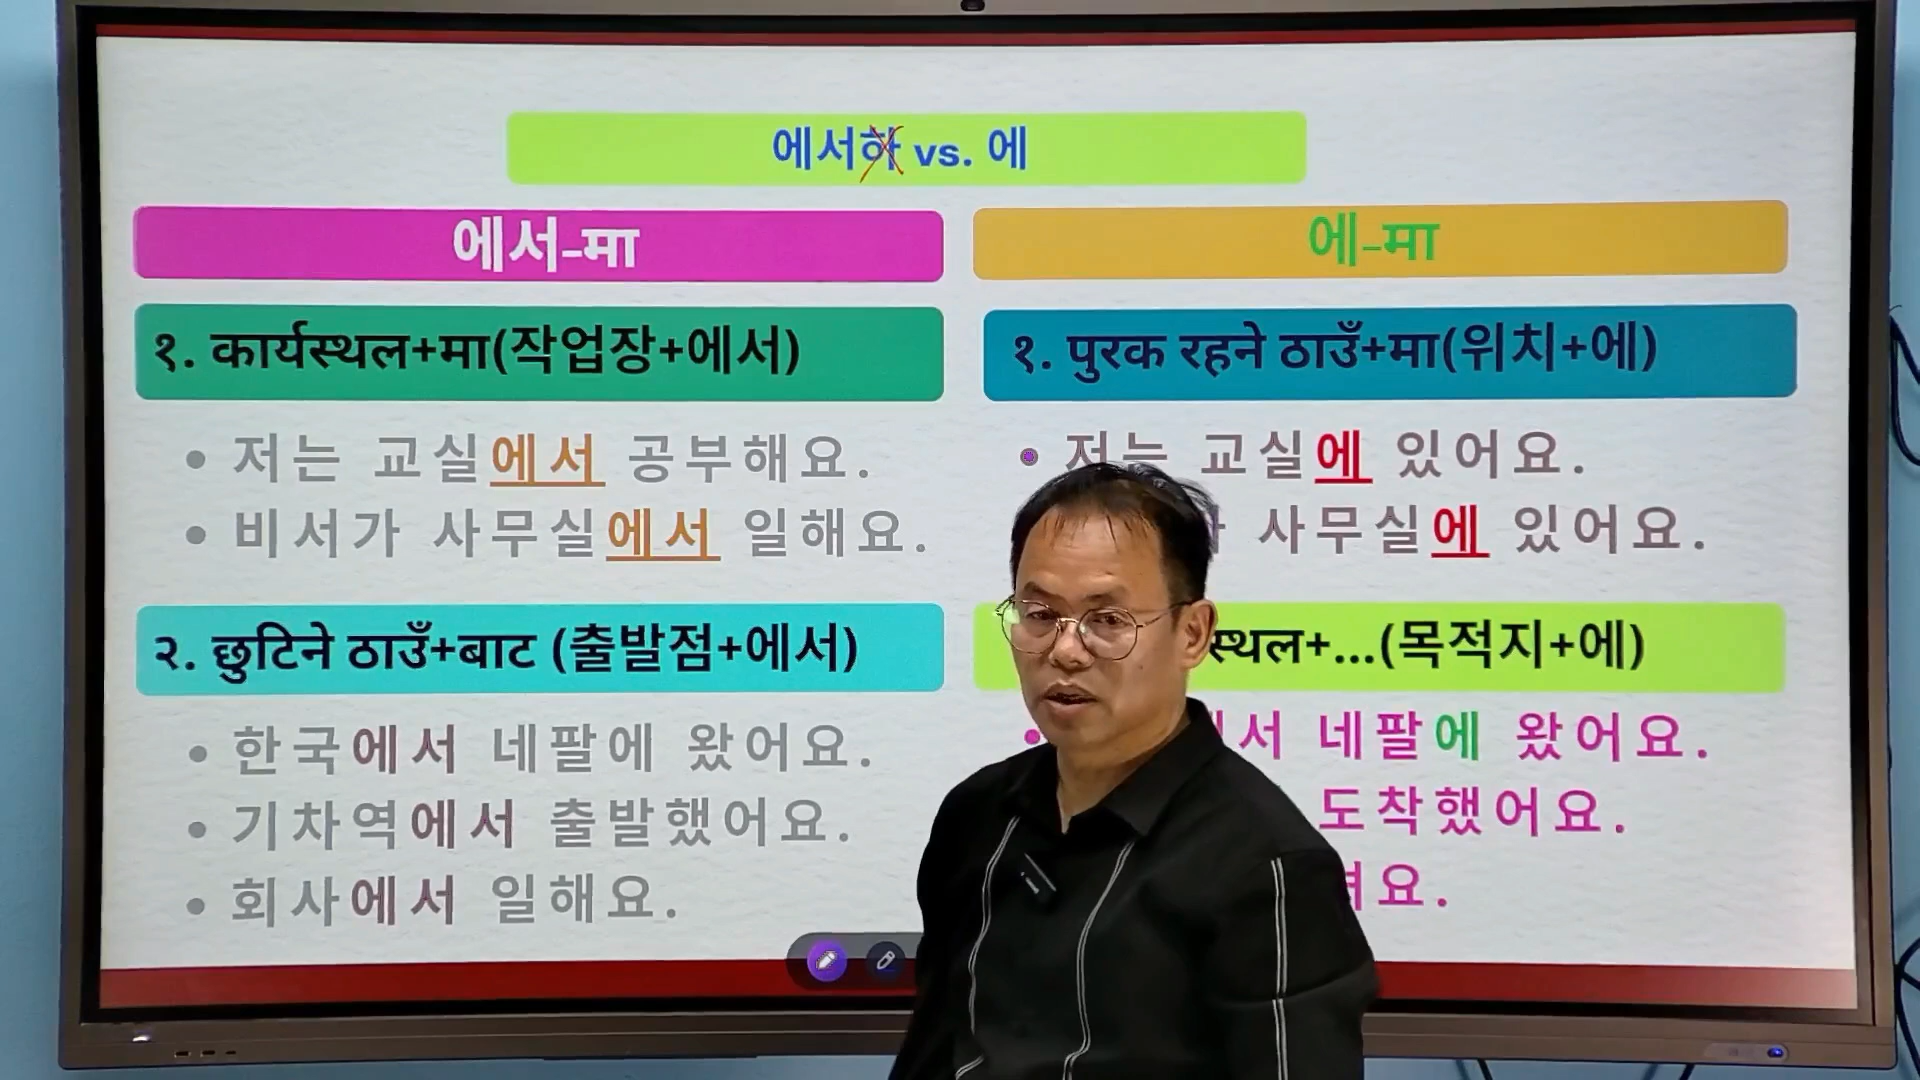 에서하 vs. 에
에서-मा
에-मा
१. कार्यस्थल+मा(작업장+에서)
१. पुरक रहने ठाउँ+मा(위치+에)
• 저는 교실에서 공부해요.
• 비서가 사무실에서 일해요.
• 저는 교실에 있어요.
사무실에 있어요.
२. छुटिने ठाउँ+बाट (출발점+에서)
स्थल+...(목적지+에)
• 한국에서 네팔에 왔어요.
• 기차역에서 출발했어요.
• 회사에서 일해요.
서 네팔에 왔어요.
도착했어요.